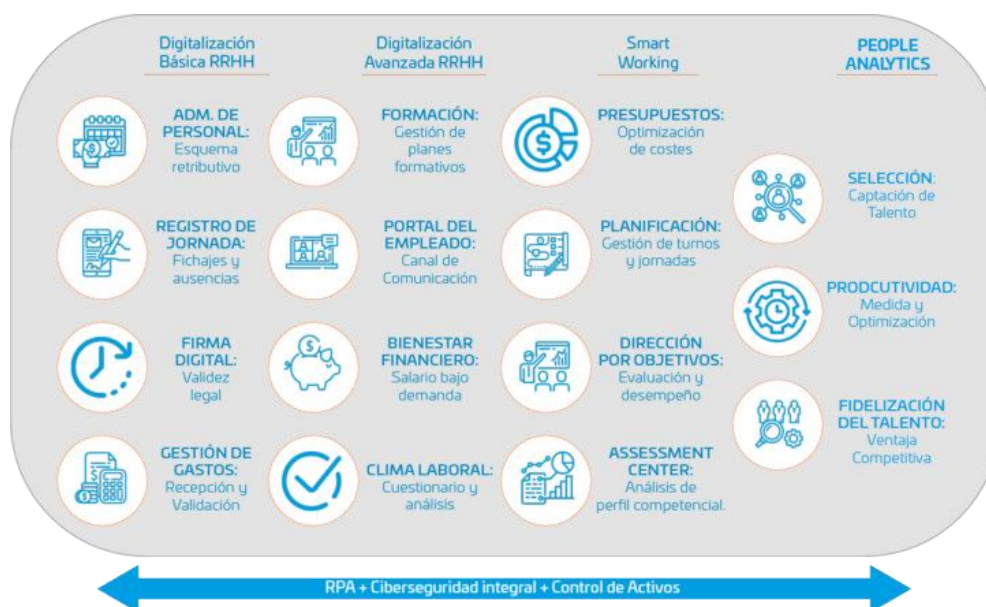 Digitalización
Básica RRHH
ADM. DE
PERSONAL:
Esquema
retributivo
REGISTRO DE
JORNADA:
Fichajes y
ausencias
FIRMA
DIGITAL:
Validez
legal
GESTIÓN DE
GASTOS:
Recepción y
Validación
Digitalización
Avanzada RRHH
FORMACIÓN:
Gestión de
planes
formativos
PORTAL DEL
EMPLEADO:
Canal de
Comunicación
BIENESTAR
FINANCIERO:
Salario bajo
demanda
CLIMA LABORAL:
Cuestionario y
análisis
Smart
Working
PRESUPUESTOS:
Optimización
de costes
PLANIFICACIÓN:
Gestión de turnos
y jornadas
DIRECCIÓN
POR OBJETIVOS:
Evaluación y
desempeño
ASSESSMENT
CENTER:
Análisis de
perfil competencial.
PEOPLE
ANALYTICS
SELECCIÓN:
Captación de
Talento
PRODCUTIVIDAD:
Medida y
Optimización
FIDELIZACIÓN
DEL TALENTO:
Ventaja
Competitiva
RPA + Ciberseguridad integral + Control de Activos